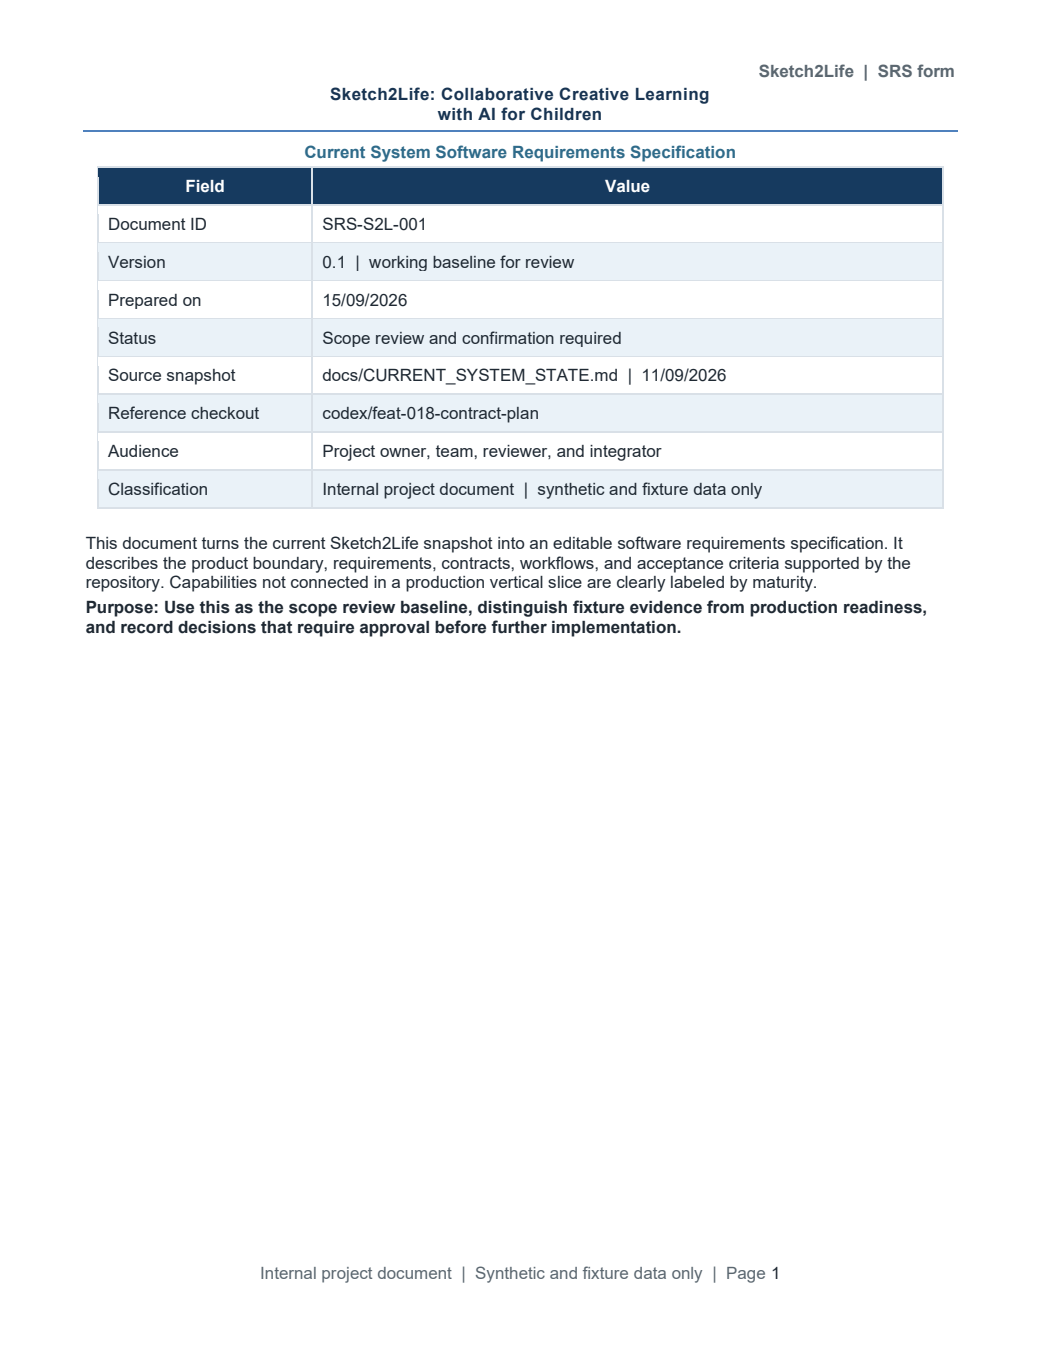 Sketch2Life | SRS form
Sketch2Life: Collaborative Creative Learning
with AI for Children
Current System Software Requirements Specification
Field Value
Document ID SRS-S2L-001
Version 0.1 | working baseline for review
Prepared on 15/09/2026
Status Scope review and confirmation required
Source snapshot docs/CURRENT_SYSTEM_STATE.md | 11/09/2026
Reference checkout codex/feat-018-contract-plan
Audience Project owner, team, reviewer, and integrator
Classification Internal project document | synthetic and fixture data only
This document turns the current Sketch2Life snapshot into an editable software requirements specification. It
describes the product boundary, requirements, contracts, workflows, and acceptance criteria supported by the
repository. Capabilities not connected in a production vertical slice are clearly labeled by maturity.
Purpose: Use this as the scope review baseline, distinguish fixture evidence from production readiness,
and record decisions that require approval before further implementation.
Internal project document | Synthetic and fixture data only | Page 1